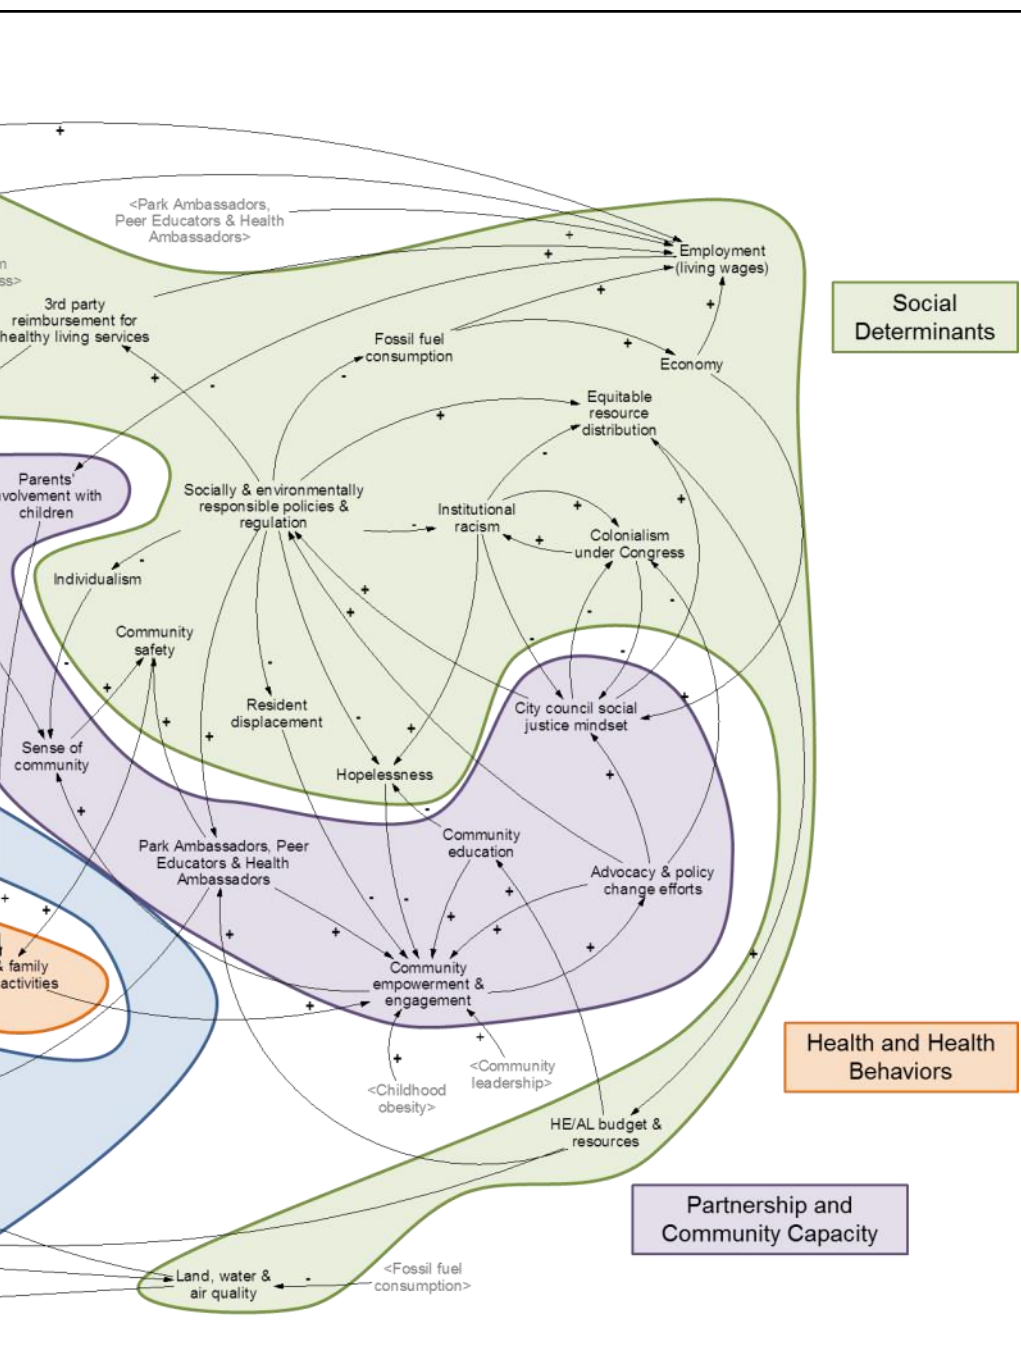 <Park Ambassadors,
Peer Educators & Health
Ambassadors>
Employment
(living wages)
ss>
3rd party
reimbursement for
healthy living services
Social
Determinants
Fossil fuel
consumption
Economy
Equitable
resource
distribution
Parents'
volvement with
children
Socially & environmentally
responsible policies &
regulation
Institutional
racism
Colonialism
under Congress
Individualism
Community
safety
Resident
displacement
City council social
justice mindset
Sense of
community
Hopelessness
Park Ambassadors, Peer
Educators & Health
Ambassadors
Community
education
Advocacy & policy
change efforts
& family
activities
Community
empowerment &
engagement
Health and Health
Behaviors
<Community
leadership>
<Childhood
obesity>
HE/AL budget &
resources
Partnership and
Community Capacity
Land, water &
air quality
<Fossil fuel
consumption>